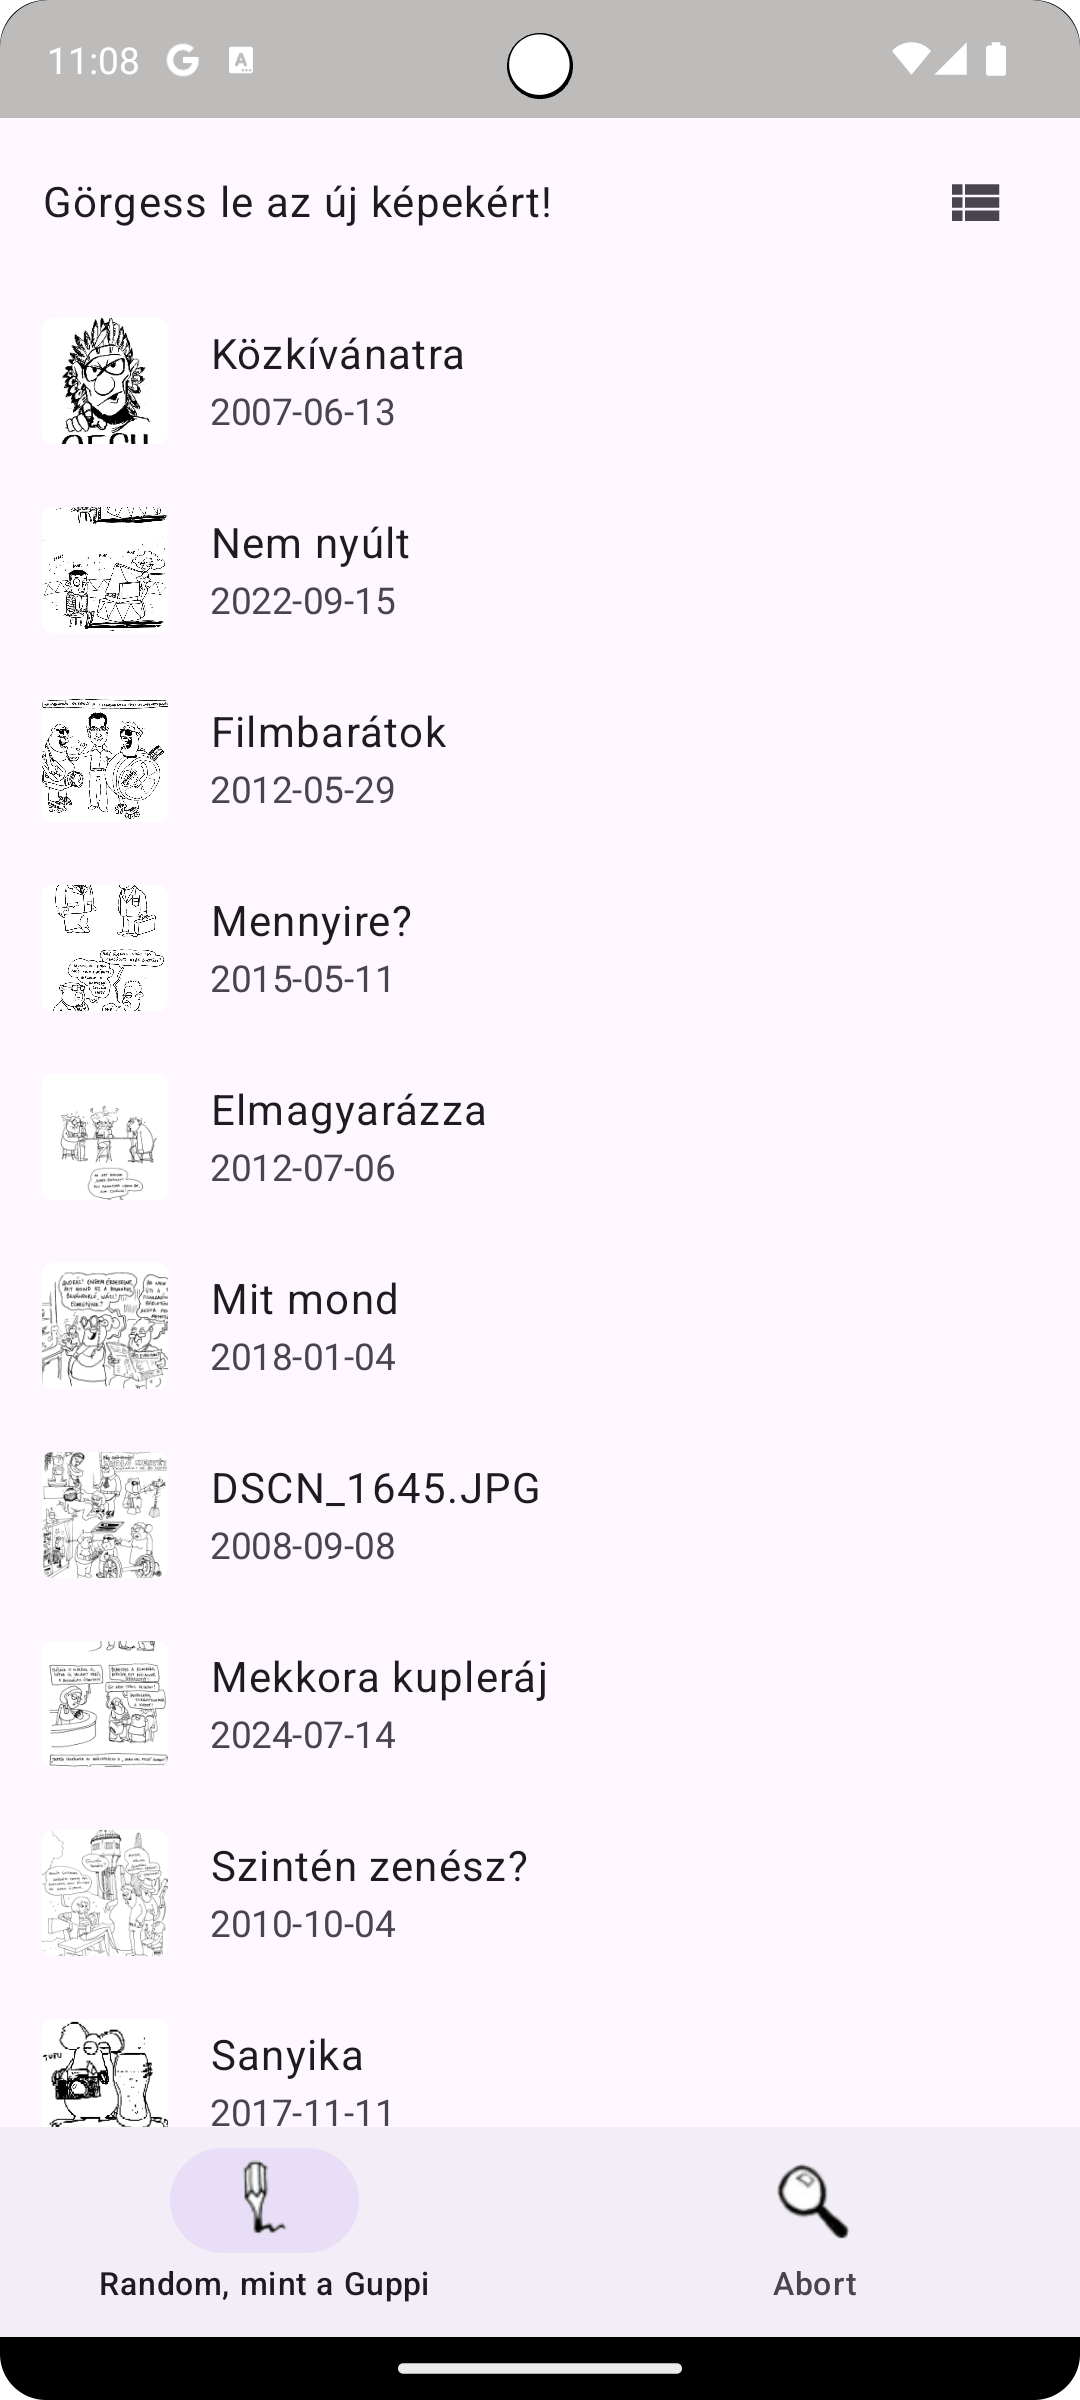 11:08
Görgess le az új képekért!
Közkívánatra
2007-06-13
Nem nyúlt
2022-09-15
Filmbarátok
2012-05-29
Mennyire?
2015-05-11
Elmagyarázza
2012-07-06
Mit mond
2018-01-04
DSCN_1645.JPG
2008-09-08
Mekkora kupleráj
2024-07-14
Szintén zenész?
2010-10-04
Sanyika
2017-11-11
Random, mint a Guppi
Abort